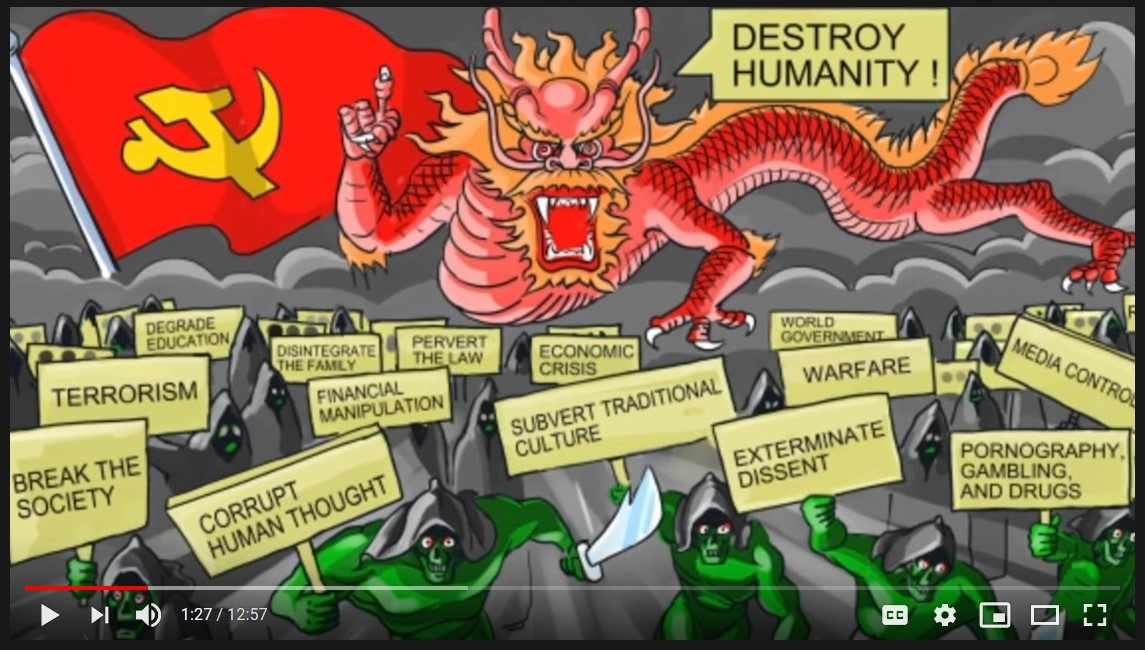 DESTROY
HUMANITY !
DEGRADE
EDUCATION
DISINTEGRATE
THE FAMILY
PERVERT
THE LAW
ECONOMIC
CRISIS
WORLD
GOVERNMENT
TERRORISM
FINANCIAL
MANIPULATION
SUBVERT TRADITIONAL
CULTURE
WARFARE
MEDIA CONTROL
BREAK THE
SOCIETY
CORRUPT
HUMAN THOUGHT
EXTERMINATE
DISSENT
PORNOGRAPHY,
GAMBLING,
AND DRUGS
1:27 / 12:57
CC